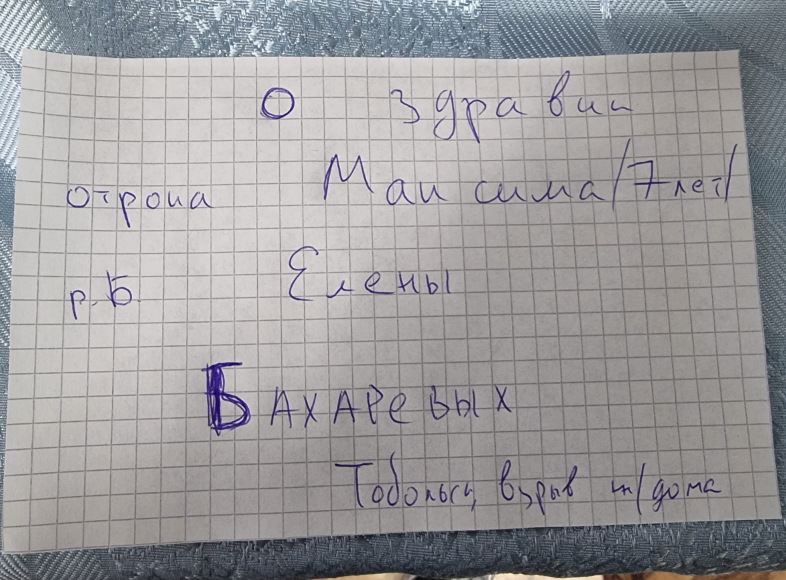 О здравии
отрока Максима /7 лет/
р. Б. Елены
БАХАРЕВЫХ
Тобольск, взрыв ж/дома